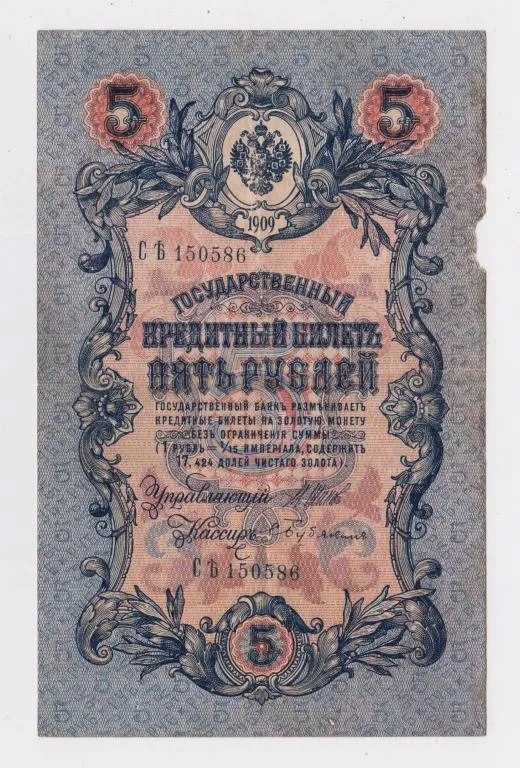 5 5
1909
СѢ 150586
ГОСУДАРСТВЕННЫЙ
КРЕДИТНЫЙ БИЛЕТЪ
ПЯТЬ РУБЛЕЙ
ГОСУДАРСТВЕННЫЙ БАНКЪ РАЗМѢНИВАЕТЪ
КРЕДИТНЫЕ БИЛЕТЫ НА ЗОЛОТУЮ МОНЕТУ
БЕЗЪ ОГРАНИЧЕНІЯ СУММЫ
(1 РУБЛЬ = 1/15 ИМПЕРІАЛА, СОДЕРЖИТЪ
17,424 ДОЛЕЙ ЧИСТАГО ЗОЛОТА).
Управляющій
Кассиръ
СѢ 150586
5